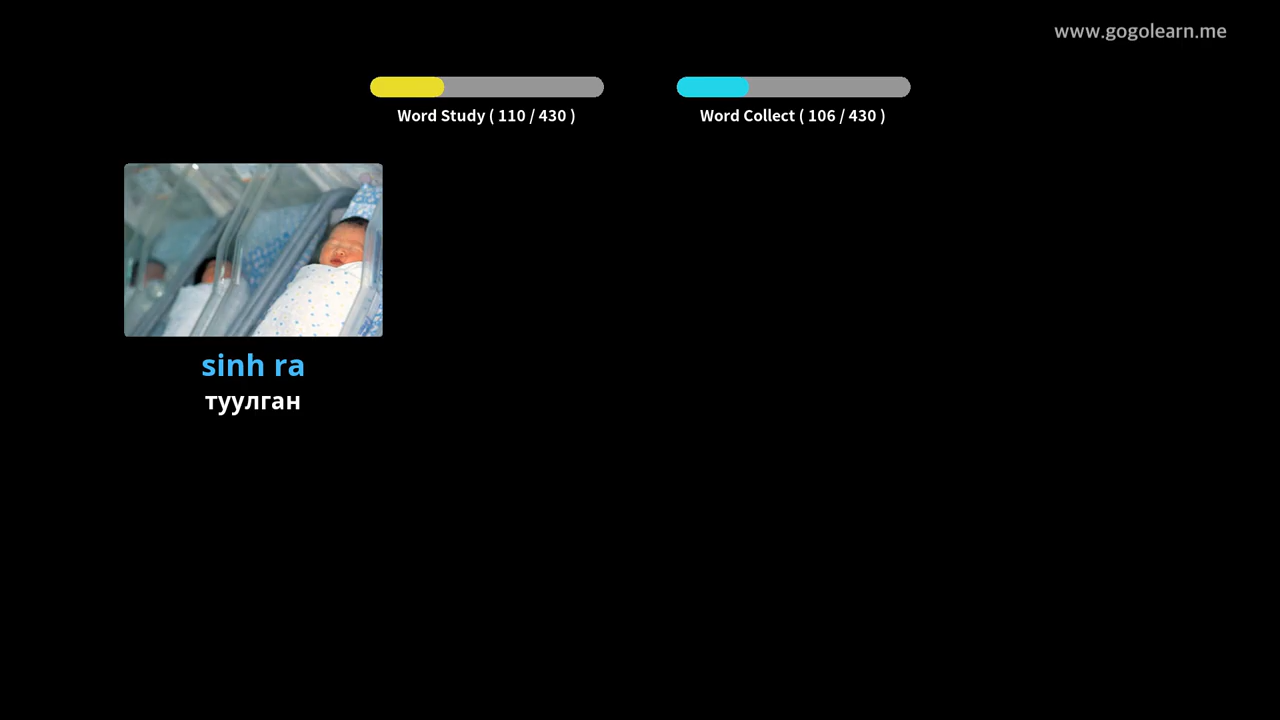 www.gogolearn.me
Word Study ( 110 / 430 )
Word Collect ( 106 / 430 )
sinh ra
туулган